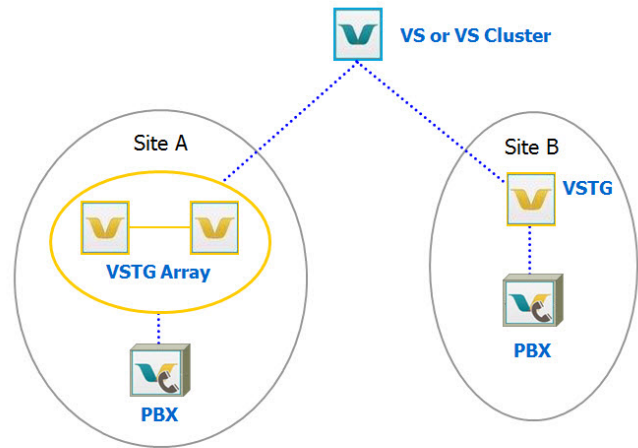 VS or VS Cluster
Site A
Site B
VSTG
VSTG Array
PBX
PBX